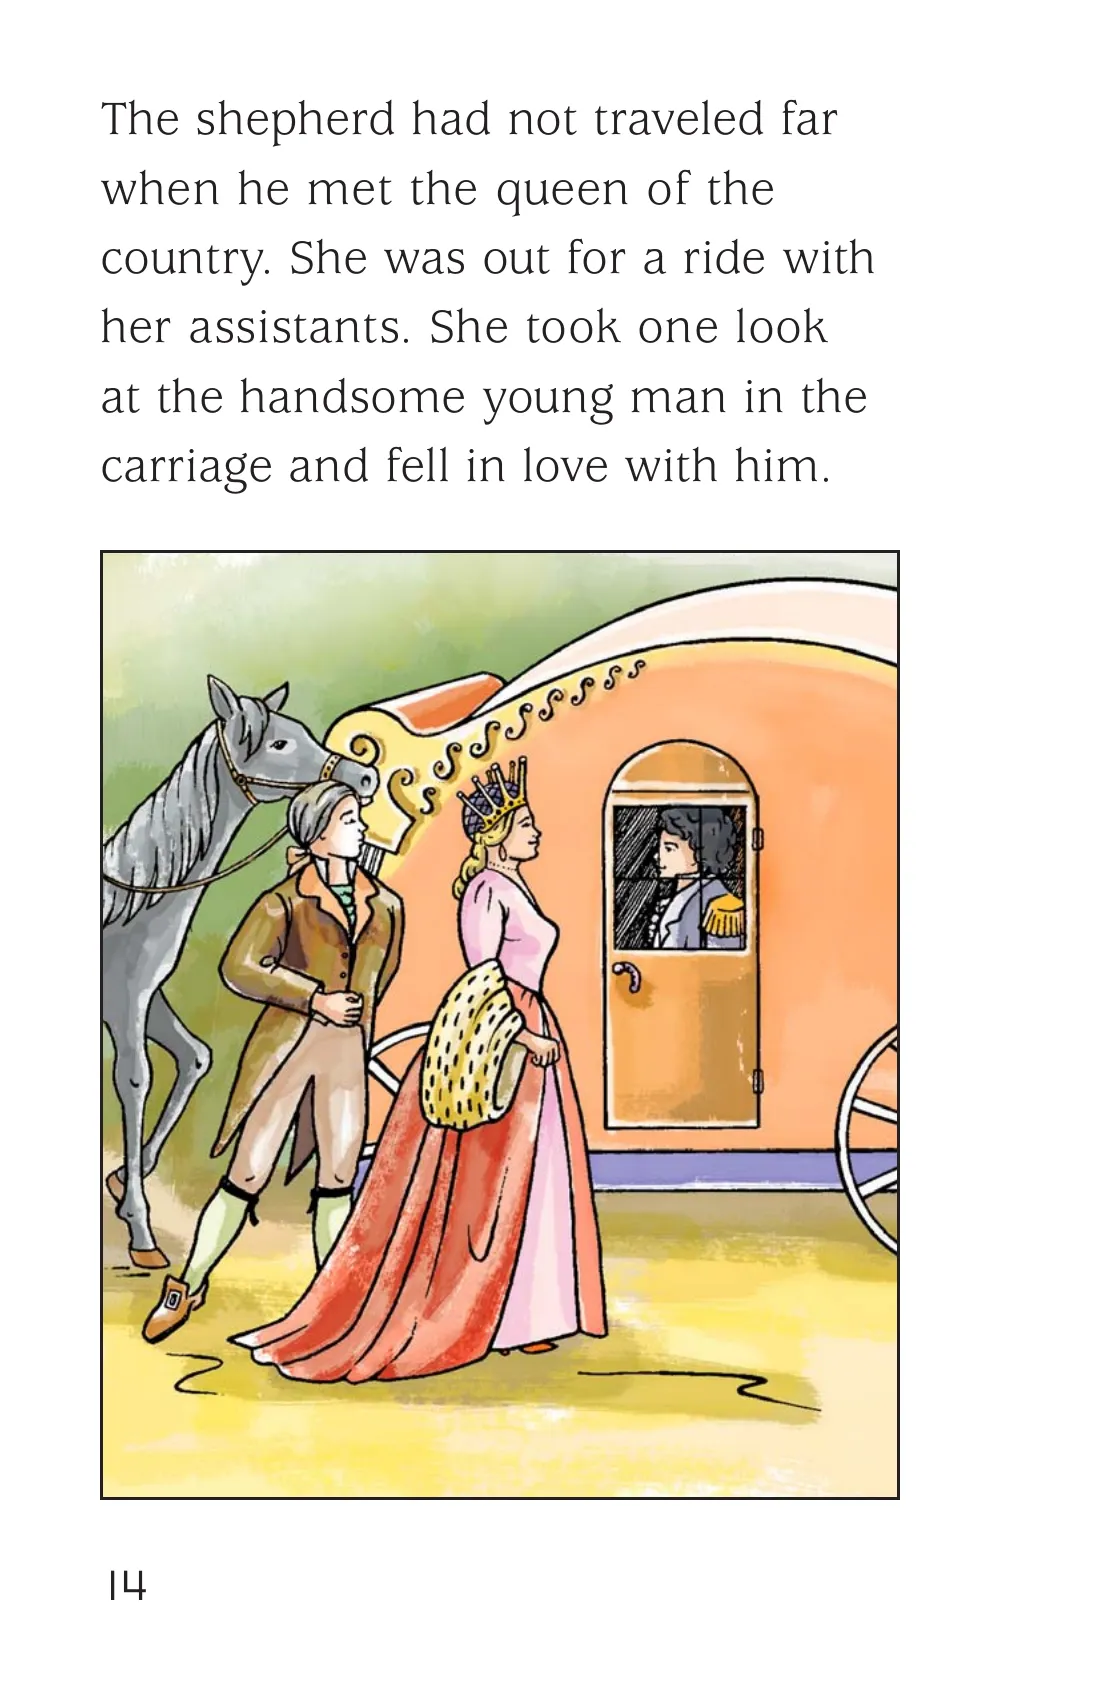 The shepherd had not traveled far
when he met the queen of the
country. She was out for a ride with
her assistants. She took one look
at the handsome young man in the
carriage and fell in love with him.
14